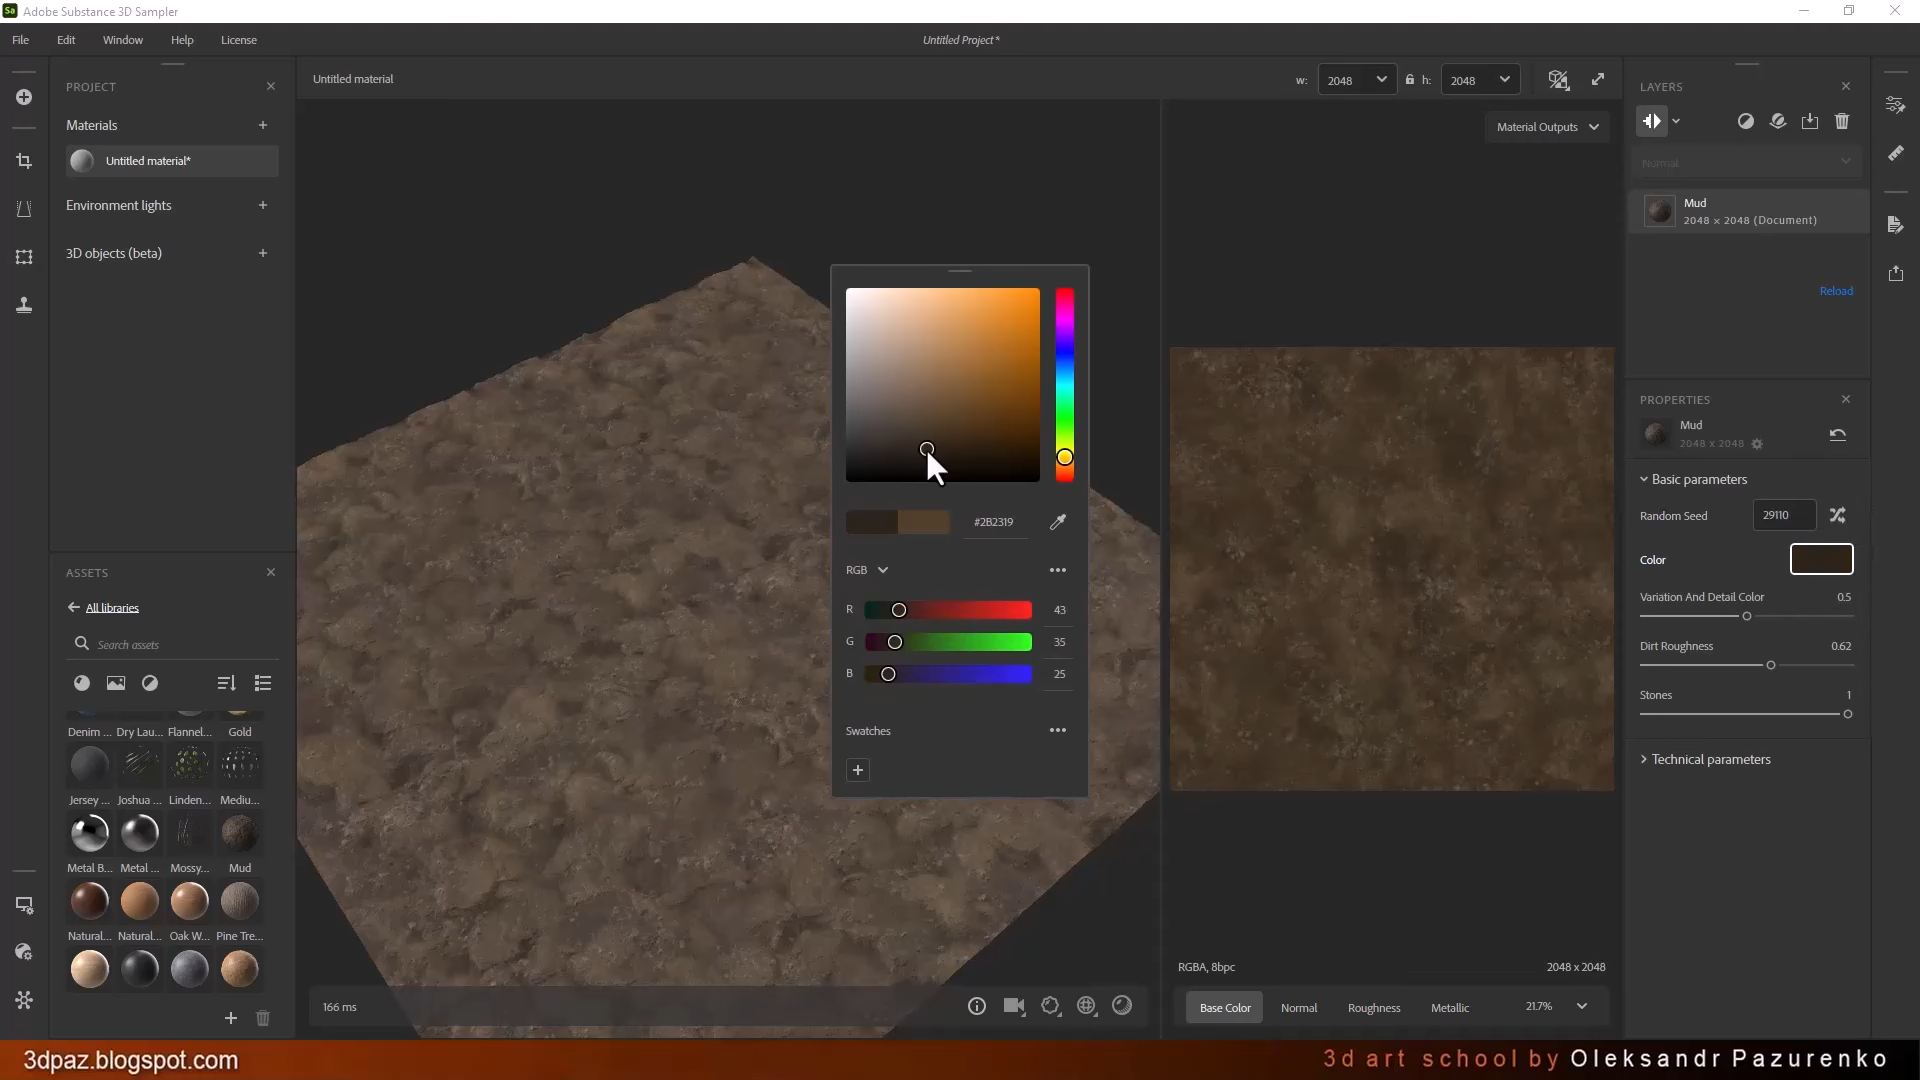 Adobe Substance 3D Sampler
File Edit Window Help License
Untitled Project*
PROJECT
Materials
Untitled material*
Environment lights
3D objects (beta)
ASSETS
All libraries
Search assets
Denim ... Dry Lau... Flannel... Gold
Jersey ... Joshua ... Linden... Mediu...
Metal B... Metal ... Mossy... Mud
Natural... Natural... Oak W... Pine Tre...
Untitled material
w: 2048 h: 2048
Material Outputs
#2B2319
RGB
R 43
G 35
B 25
Swatches
166 ms
RGBA, 8bpc 2048 x 2048
Base Color Normal Roughness Metallic 21.7%
LAYERS
Normal
Mud
2048 × 2048 (Document)
Reload
PROPERTIES
Mud
2048 x 2048
Basic parameters
Random Seed 29110
Color
Variation And Detail Color 0.5
Dirt Roughness 0.62
Stones 1
Technical parameters
3dpaz.blogspot.com
3d art school by Oleksandr Pazurenko